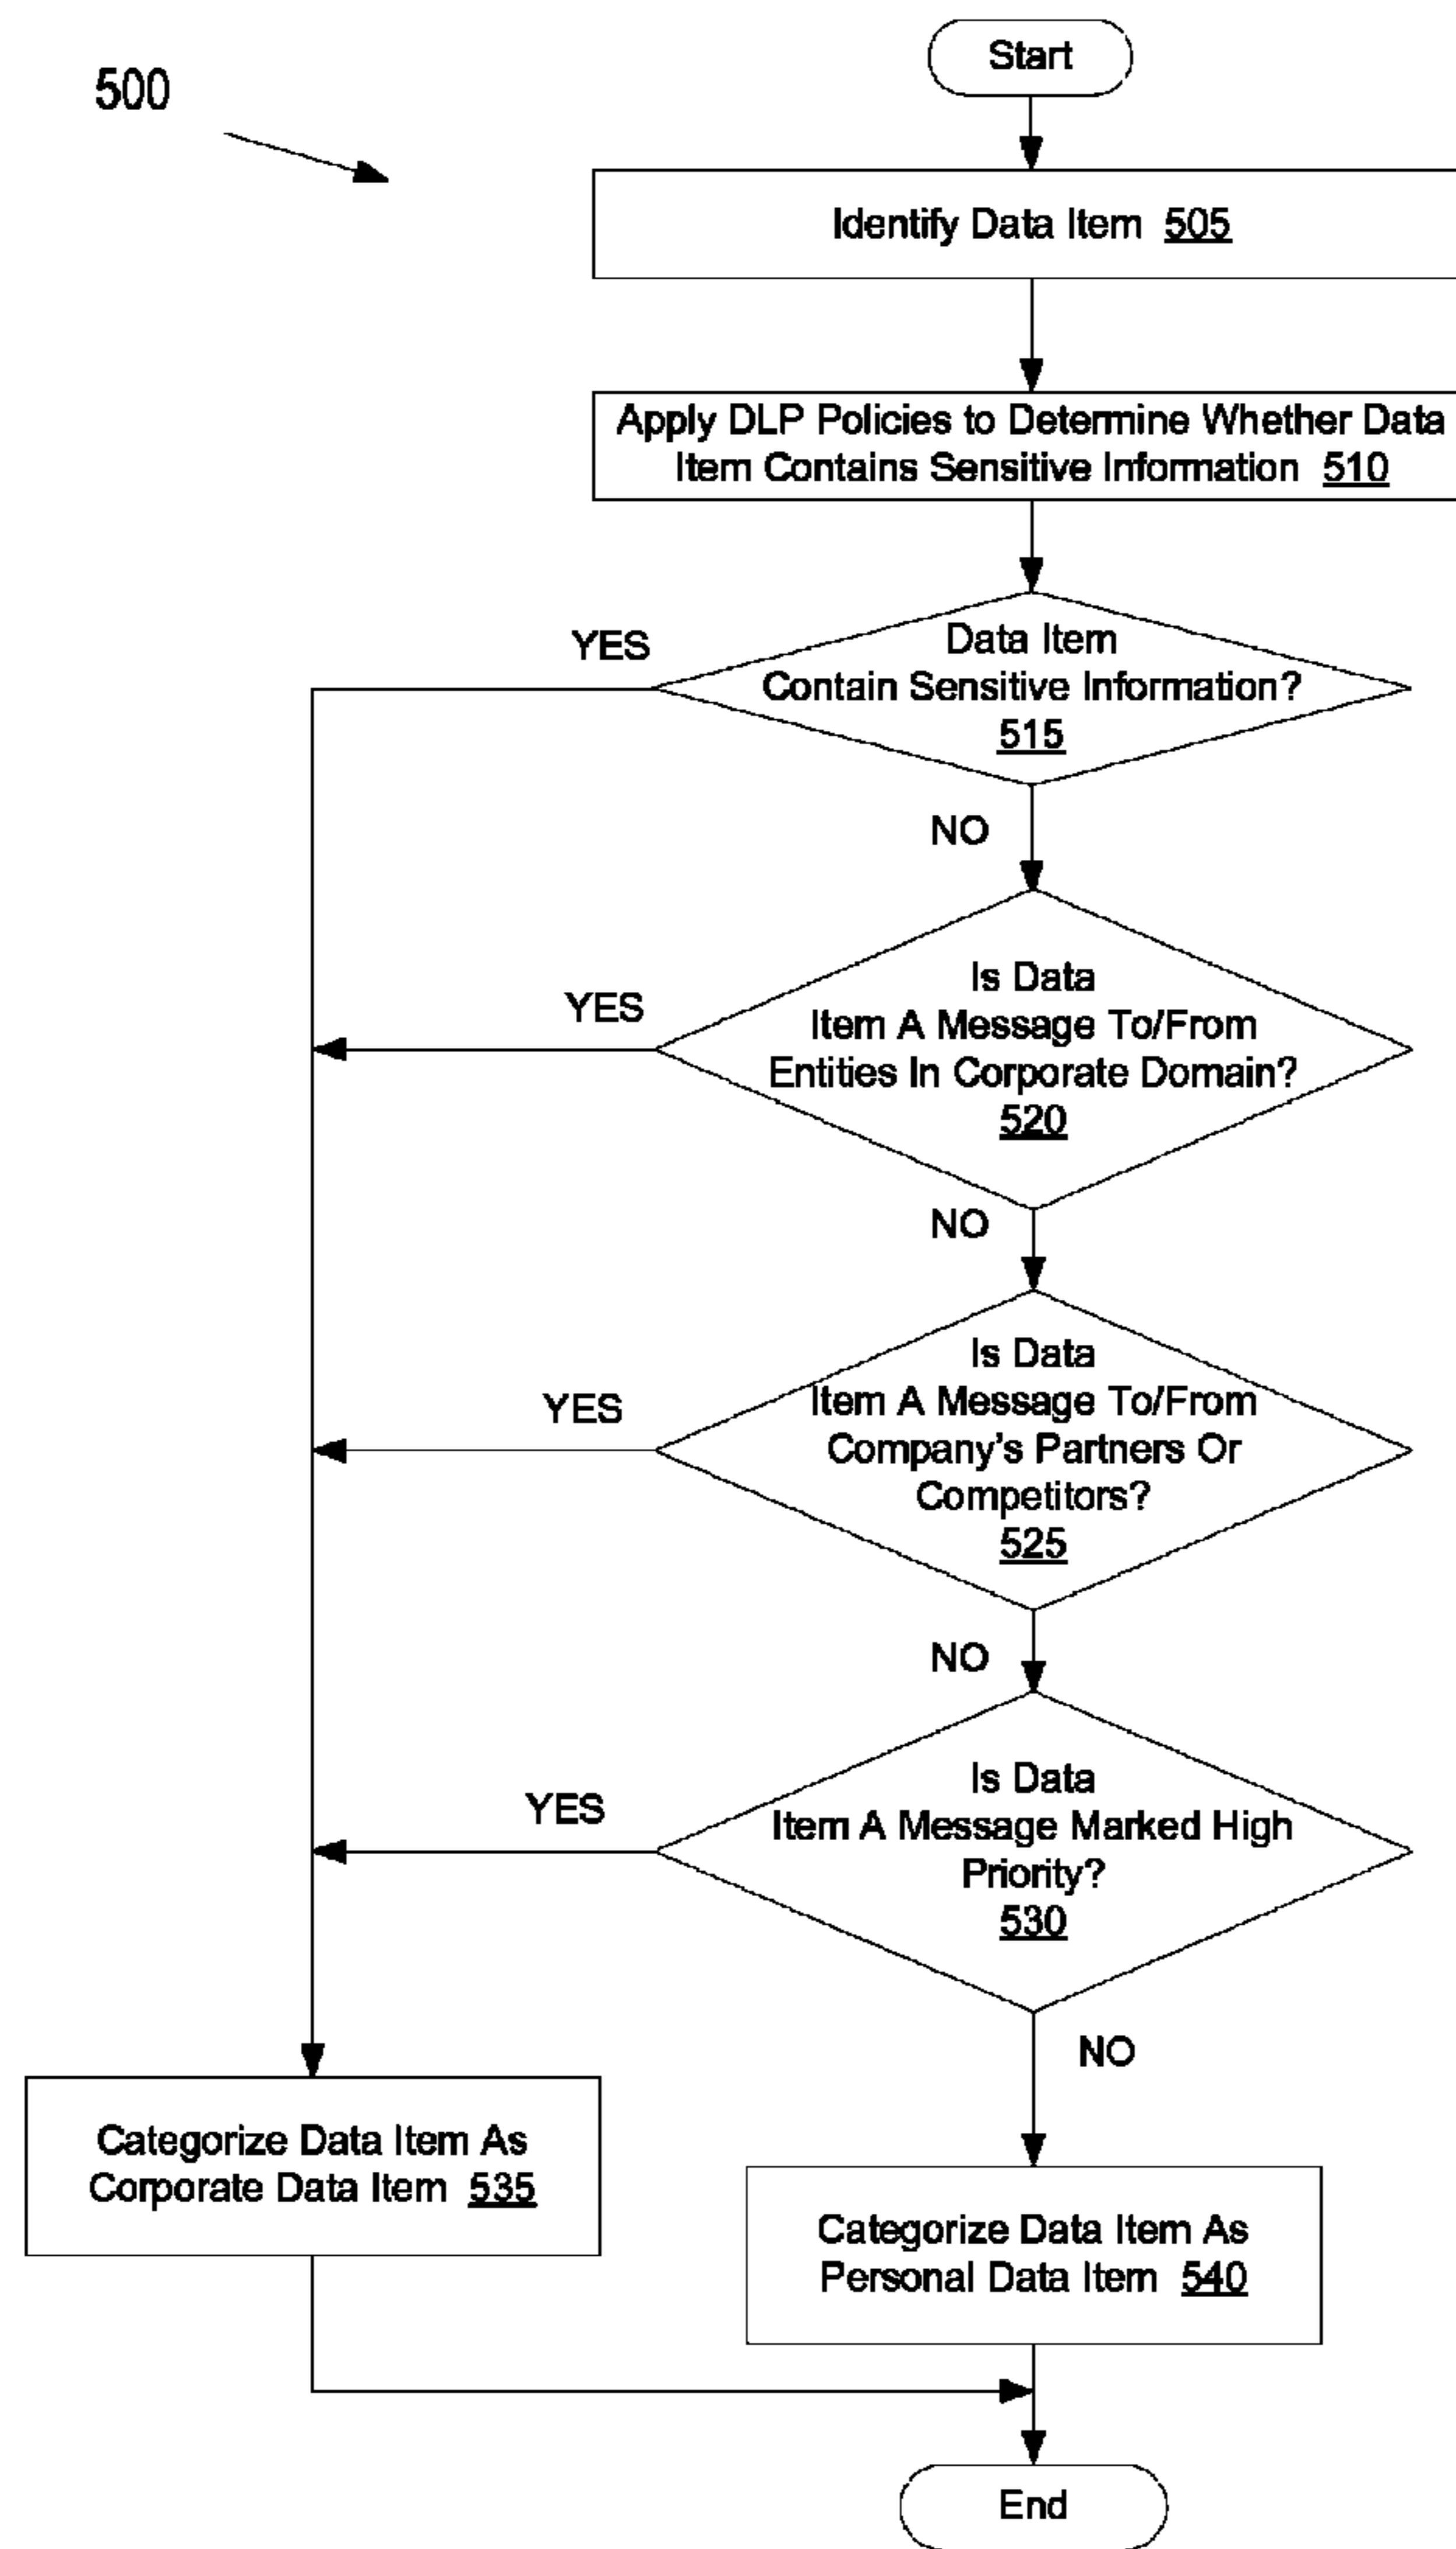 500
Start
Identify Data Item 505
Apply DLP Policies to Determine Whether Data
Item Contains Sensitive Information 510
Data Item
Contain Sensitive Information?
515
YES
NO
Is Data
Item A Message To/From
Entities In Corporate Domain?
520
YES
NO
Is Data
Item A Message To/From
Company's Partners Or
Competitors?
525
YES
NO
Is Data
Item A Message Marked High
Priority?
530
YES
NO
Categorize Data Item As
Corporate Data Item 535
Categorize Data Item As
Personal Data Item 540
End